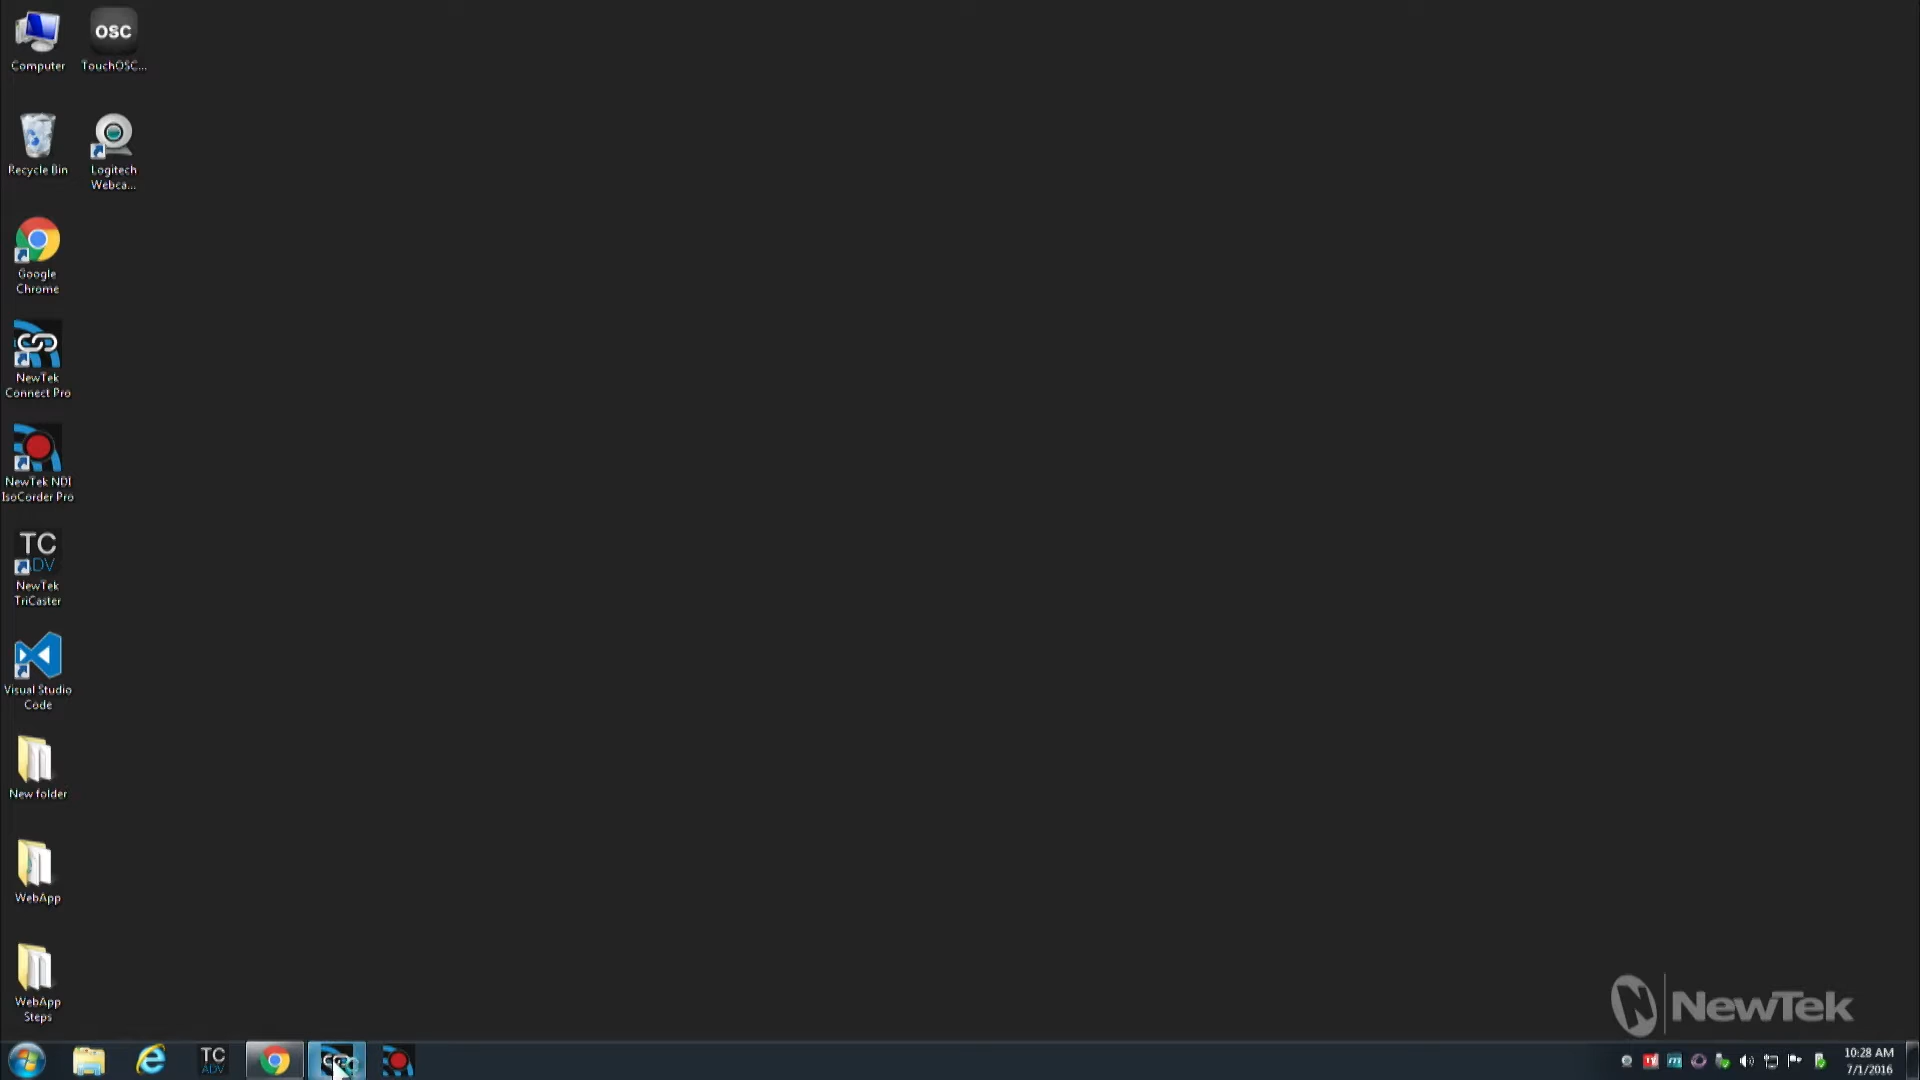 Computer
OSC
TouchOSC...
Recycle Bin
Logitech
Webca...
Google
Chrome
NewTek
Connect Pro
NewTek NDI
IsoCorder Pro
TC
ADV
NewTek
TriCaster
Visual Studio
Code
New folder
WebApp
WebApp
Steps
NewTek
TC
ADV
10:28 AM
7/1/2016